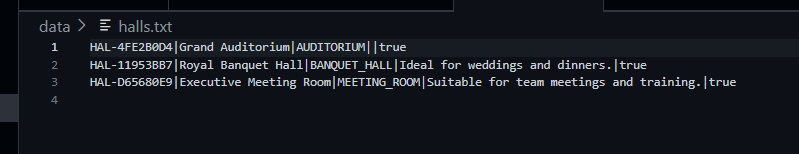 data > halls.txt
1 HAL-4FE2B0D4|Grand Auditorium|AUDITORIUM||true
2 HAL-11953BB7|Royal Banquet Hall|BANQUET_HALL|Ideal for weddings and dinners.|true
3 HAL-D65680E9|Executive Meeting Room|MEETING_ROOM|Suitable for team meetings and training.|true
4